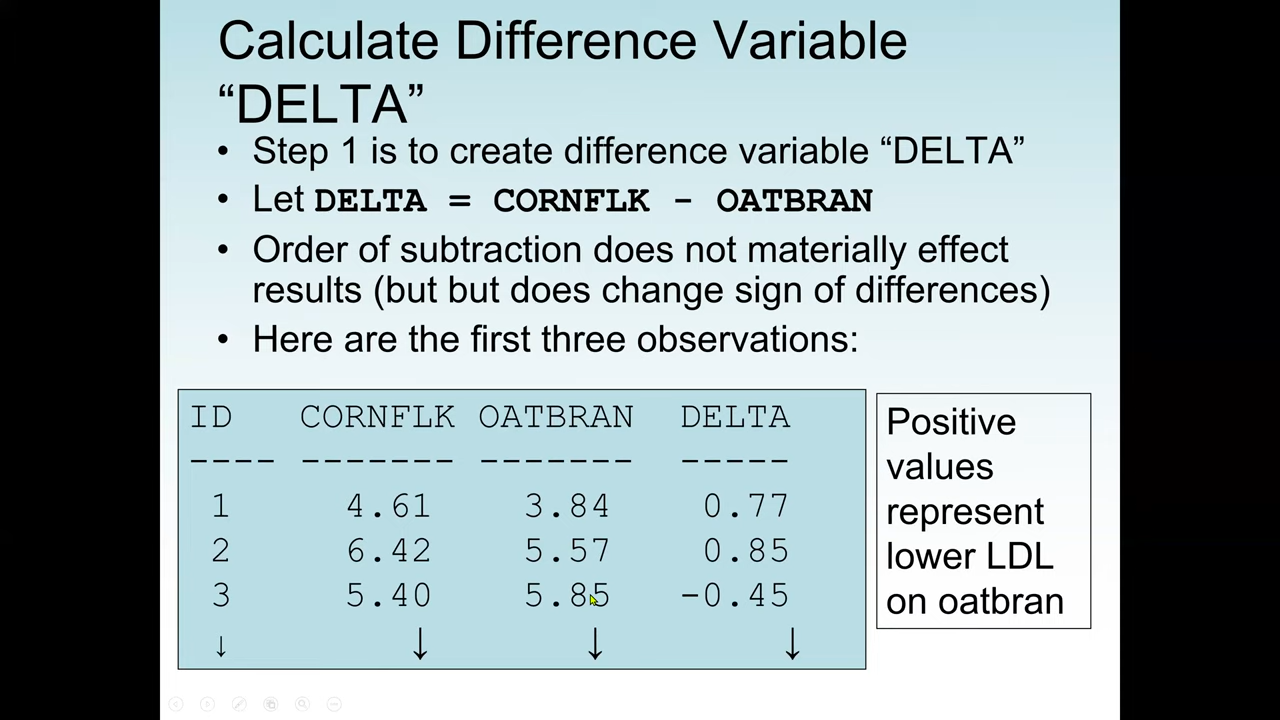 Calculate Difference Variable
“DELTA”
• Step 1 is to create difference variable “DELTA”
• Let DELTA = CORNFLK - OATBRAN
• Order of subtraction does not materially effect
results (but but does change sign of differences)
• Here are the first three observations:
ID CORNFLK OATBRAN DELTA
---- ------- ------- -----
1 4.61 3.84 0.77
2 6.42 5.57 0.85
3 5.40 5.85 -0.45
↓ ↓ ↓ ↓
Positive
values
represent
lower LDL
on oatbran